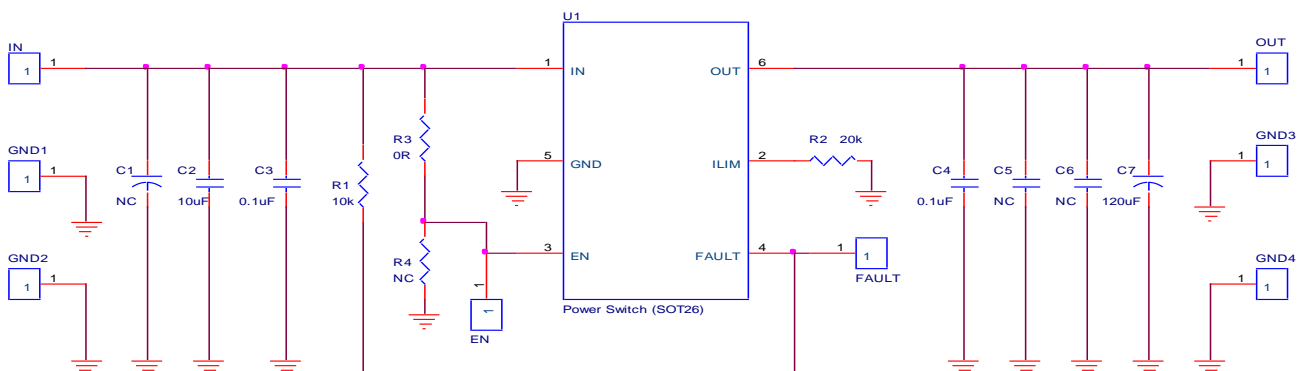 U1
IN
1 1
1 IN
OUT 6
OUT
1 1
GND1
1 1
C1
NC
C2
10uF
C3
0.1uF
R1
10k
R3
0R
5 GND
ILIM 2
R2 20k
C4
0.1uF
C5
NC
C6
NC
C7
120uF
GND3
1 1
GND2
1 1
R4
NC
3 EN
FAULT 4
1 1
FAULT
GND4
1 1
1
1
EN
Power Switch (SOT26)